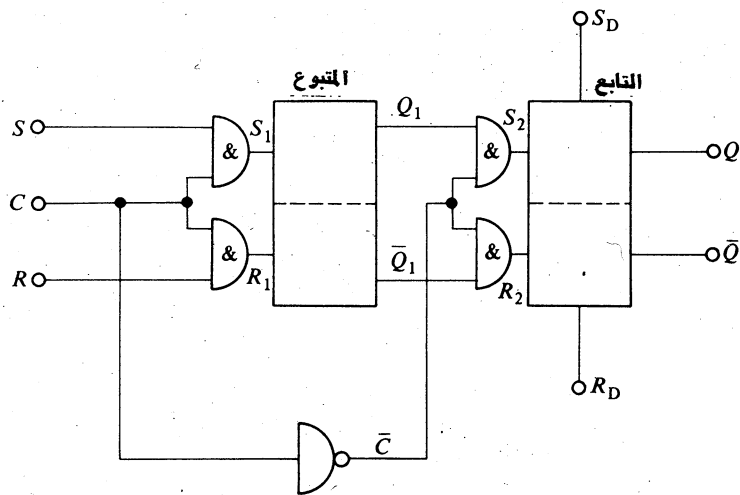 S_D
المتبوع
التابع
S
&
S_1
Q_1
&
S_2
Q
C
R
&
R_1
Q̄_1
&
R_2
Q̄
R_D
C̄